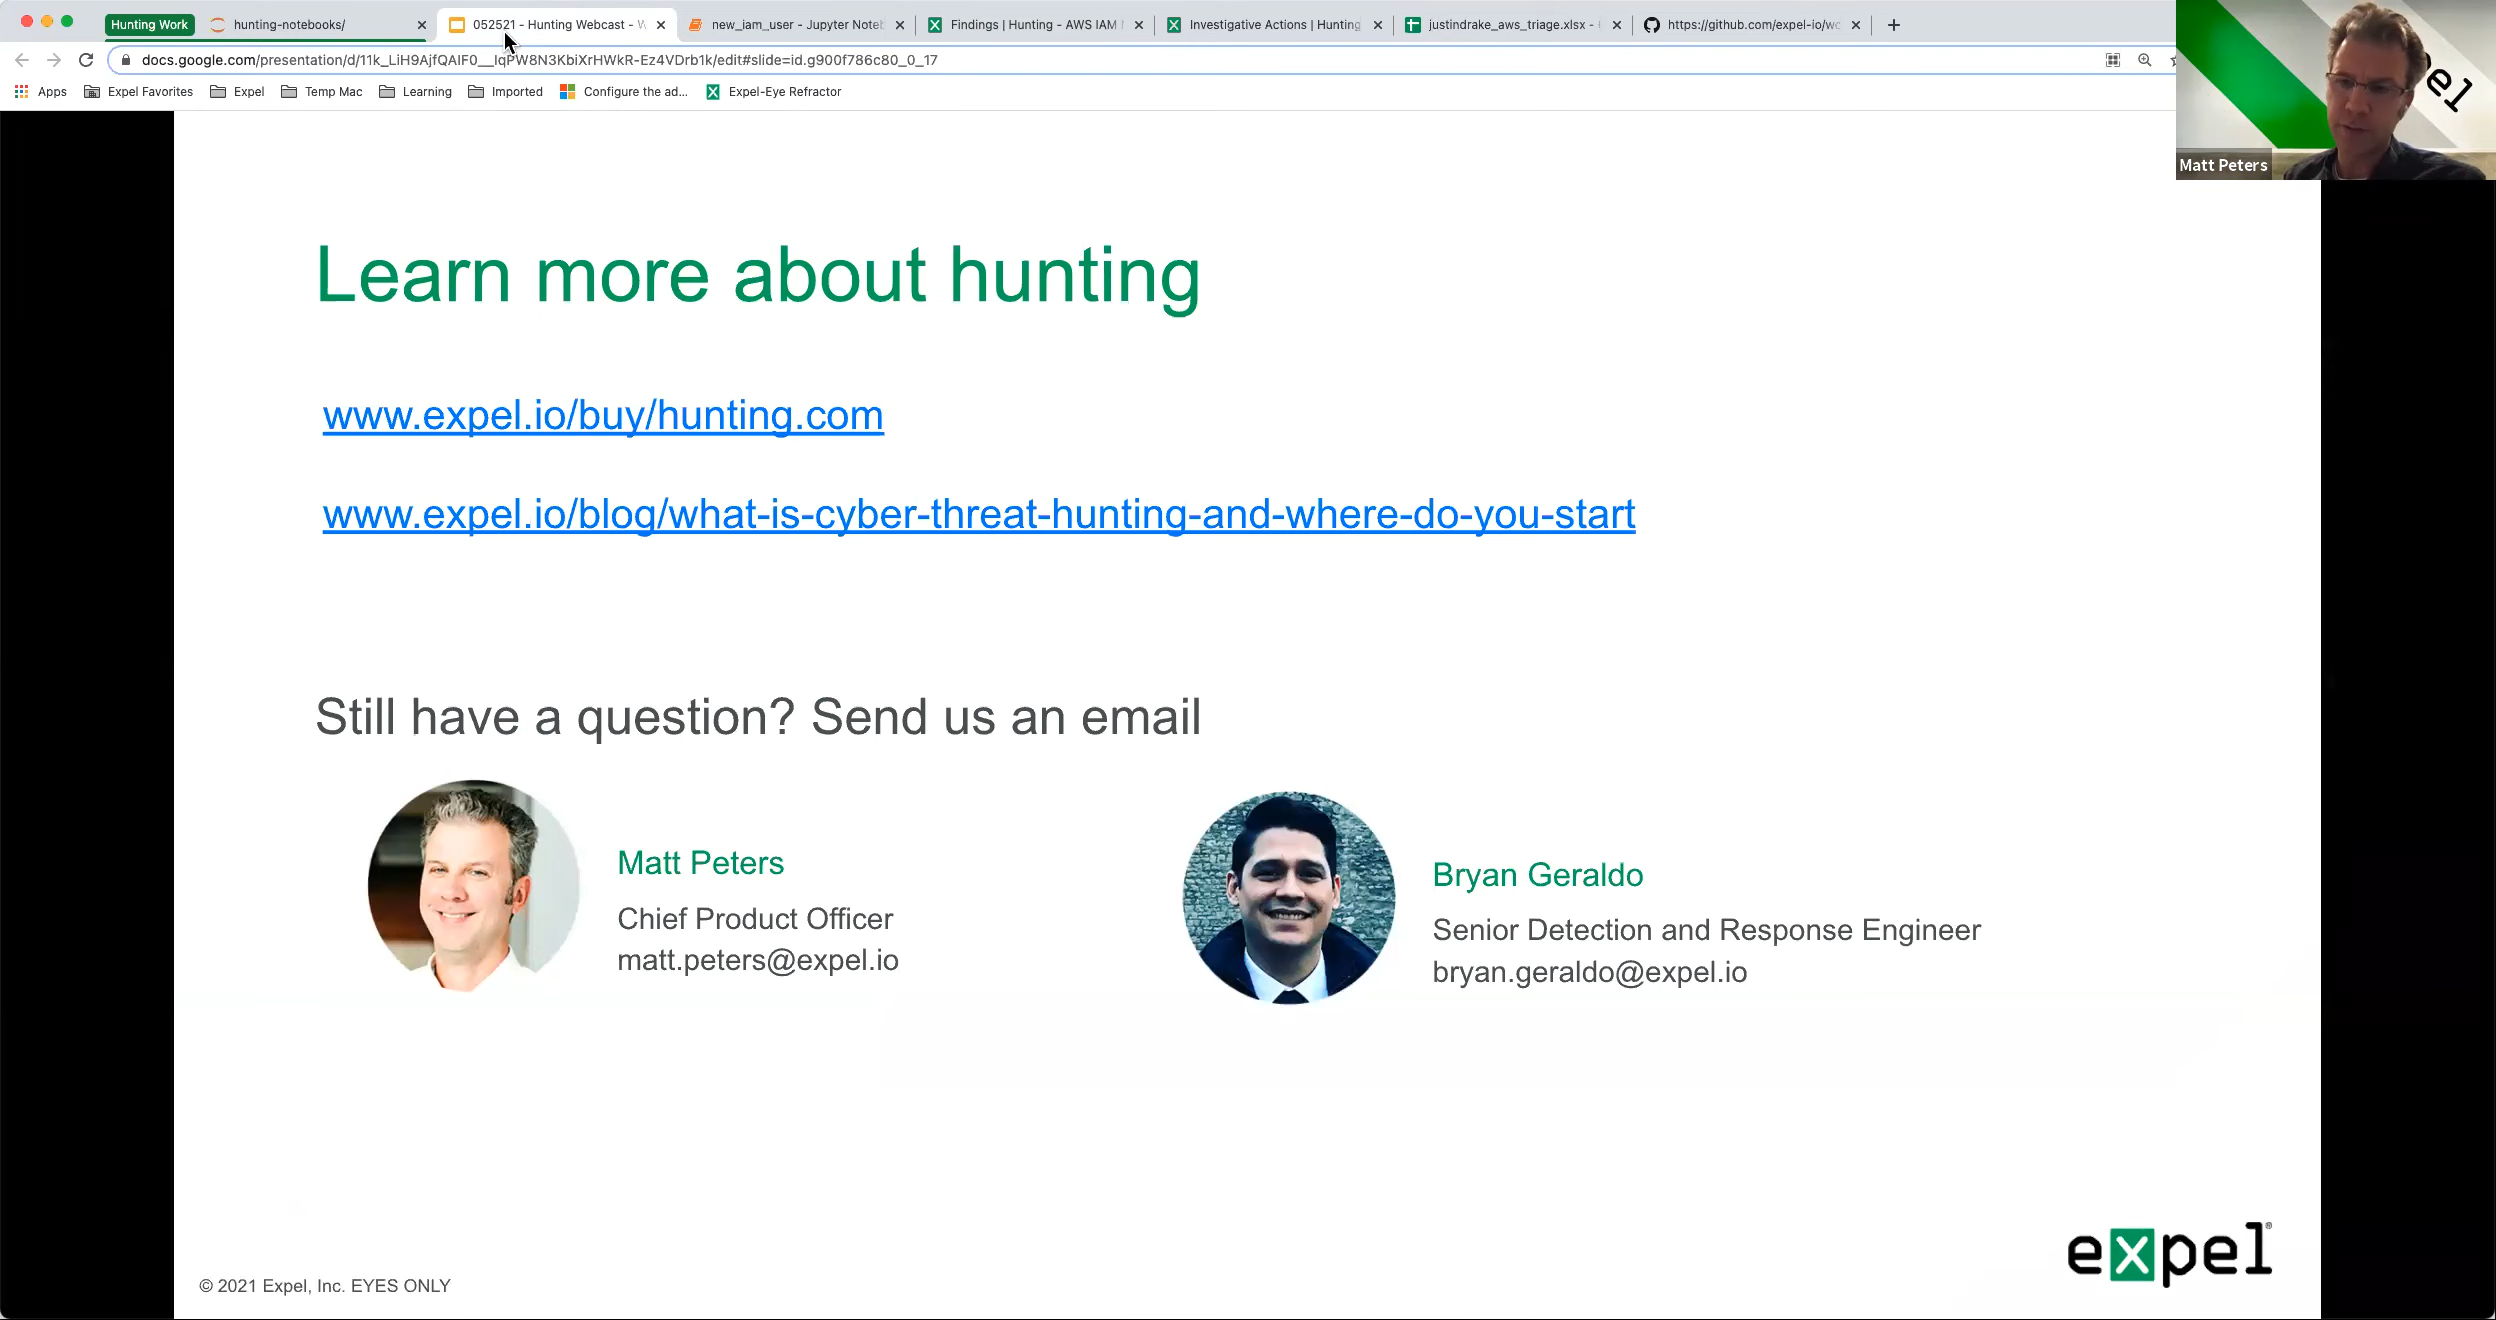 Hunting Work
hunting-notebooks/
052521 - Hunting Webcast - W
new_iam_user - Jupyter Noteb
Findings | Hunting - AWS IAM
Investigative Actions | Hunting
justindrake_aws_triage.xlsx -
https://github.com/expel-io/wo
docs.google.com/presentation/d/11k_LiH9AjfQAIF0__IqPW8N3KbiXrHWkR-Ez4VDrb1k/edit#slide=id.g900f786c80_0_17
Apps
Expel Favorites
Expel
Temp Mac
Learning
Imported
Configure the ad...
Expel-Eye Refractor
el
Matt Peters
Learn more about hunting
www.expel.io/buy/hunting.com
www.expel.io/blog/what-is-cyber-threat-hunting-and-where-do-you-start
Still have a question? Send us an email
Matt Peters
Chief Product Officer
matt.peters@expel.io
Bryan Geraldo
Senior Detection and Response Engineer
bryan.geraldo@expel.io
expel®
© 2021 Expel, Inc. EYES ONLY